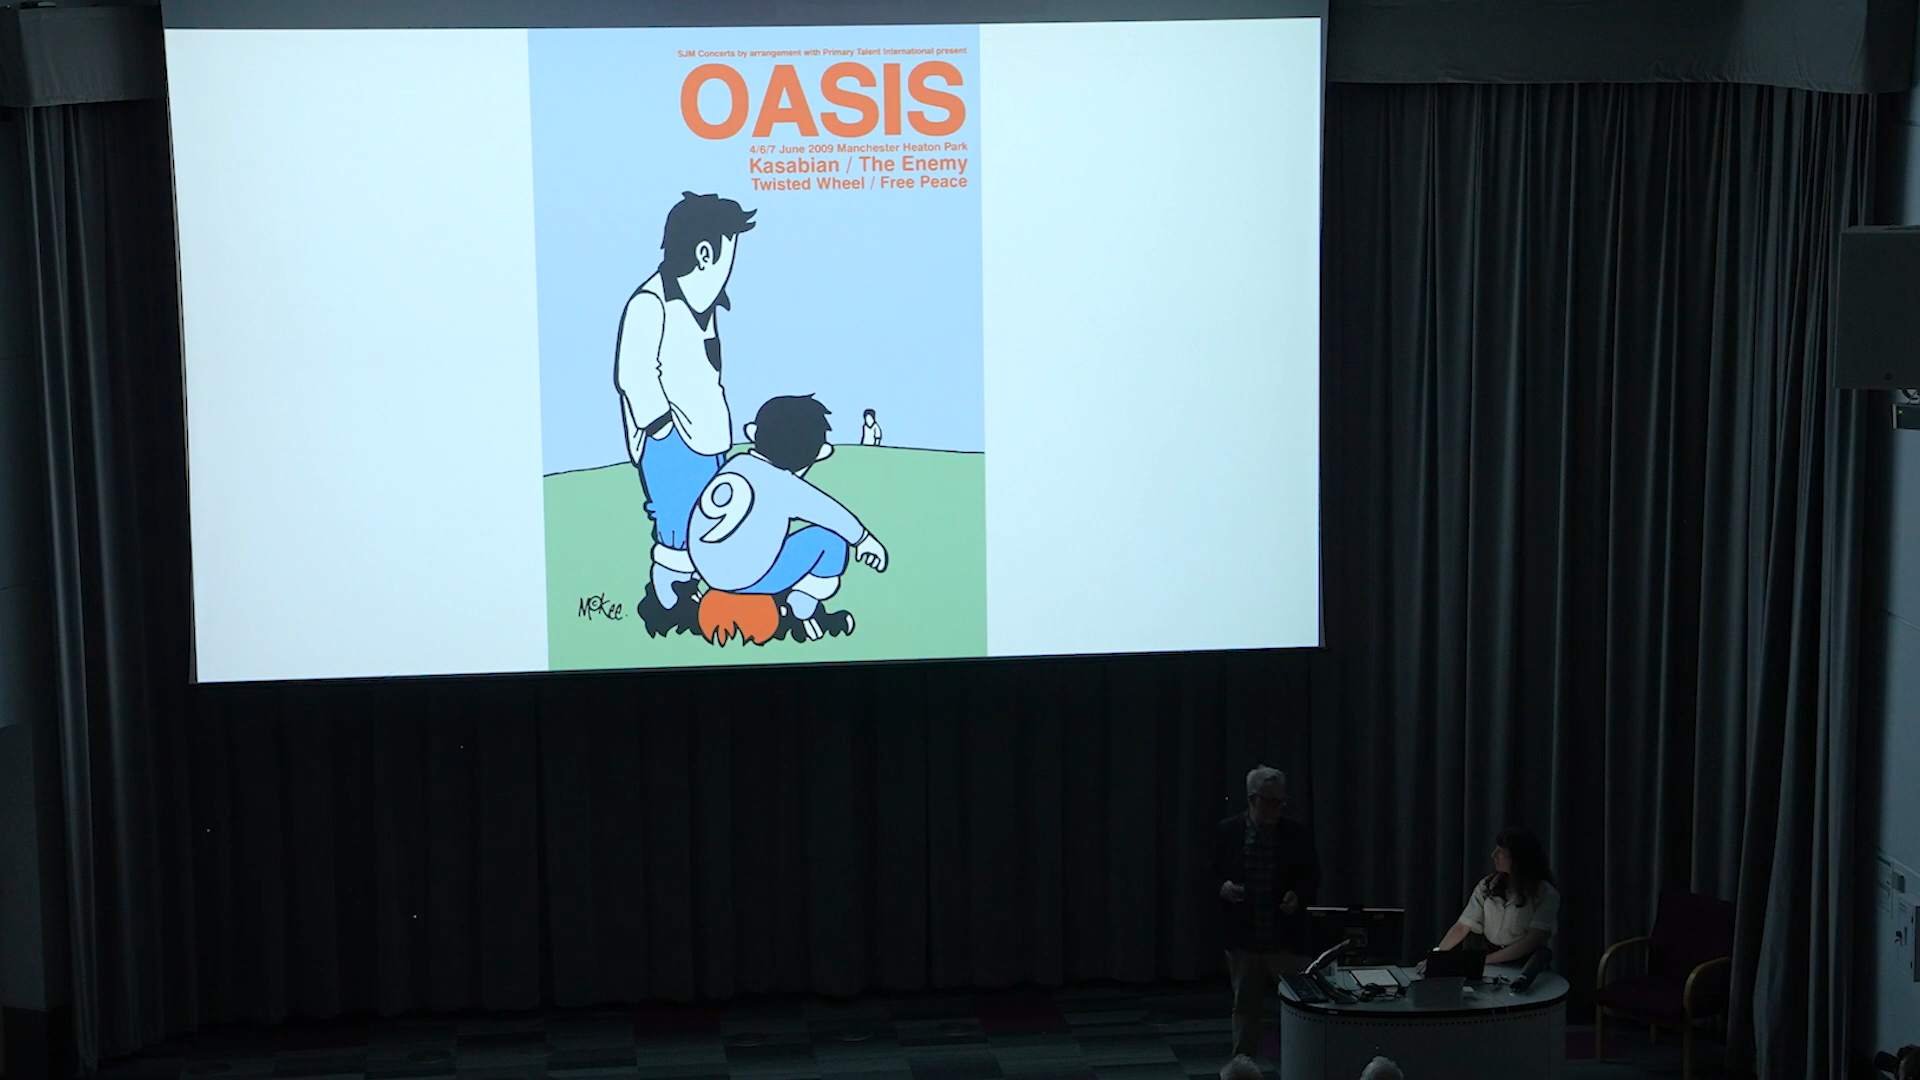 SJM Concerts by arrangement with Primary Talent International present
OASIS
4/6/7 June 2009 Manchester Heaton Park
Kasabian / The Enemy
Twisted Wheel / Free Peace
9
McKee.